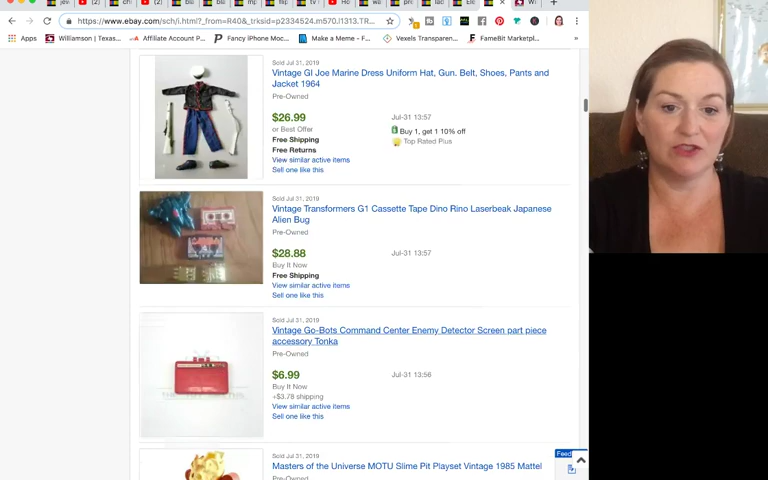 https://www.ebay.com/sch/i.html?_from=R40&_trksid=p2334524.m570.l1313.TR...
Apps
Williamson | Texas...
Affiliate Account P...
Fancy iPhone Moc...
Make a Meme - F...
Vexels Transparen...
FameBit Marketpl...
Sold Jul 31, 2019
Vintage GI Joe Marine Dress Uniform Hat, Gun. Belt, Shoes, Pants and
Jacket 1964
Pre-Owned
$26.99
Jul-31 13:57
or Best Offer
Buy 1, get 1 10% off
Free Shipping
Top Rated Plus
Free Returns
View similar active items
Sell one like this
Sold Jul 31, 2019
Vintage Transformers G1 Cassette Tape Dino Rino Laserbeak Japanese
Alien Bug
Pre-Owned
$28.88
Jul-31 13:57
Buy It Now
Free Shipping
View similar active items
Sell one like this
Sold Jul 31, 2019
Vintage Go-Bots Command Center Enemy Detector Screen part piece
accessory Tonka
Pre-Owned
$6.99
Jul-31 13:56
Buy It Now
+$3.78 shipping
View similar active items
Sell one like this
Sold Jul 31, 2019
Masters of the Universe MOTU Slime Pit Playset Vintage 1985 Mattel
Pre-Owned